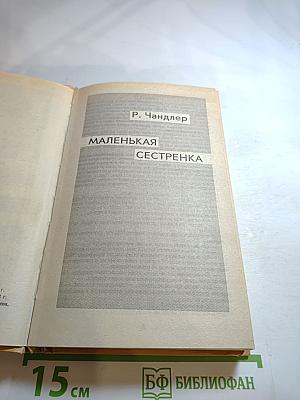 Р. Чандлер
МАЛЕНЬКАЯ
СЕСТРЕНКА
г.
г.
15 см
БФ БИБЛИОФАН